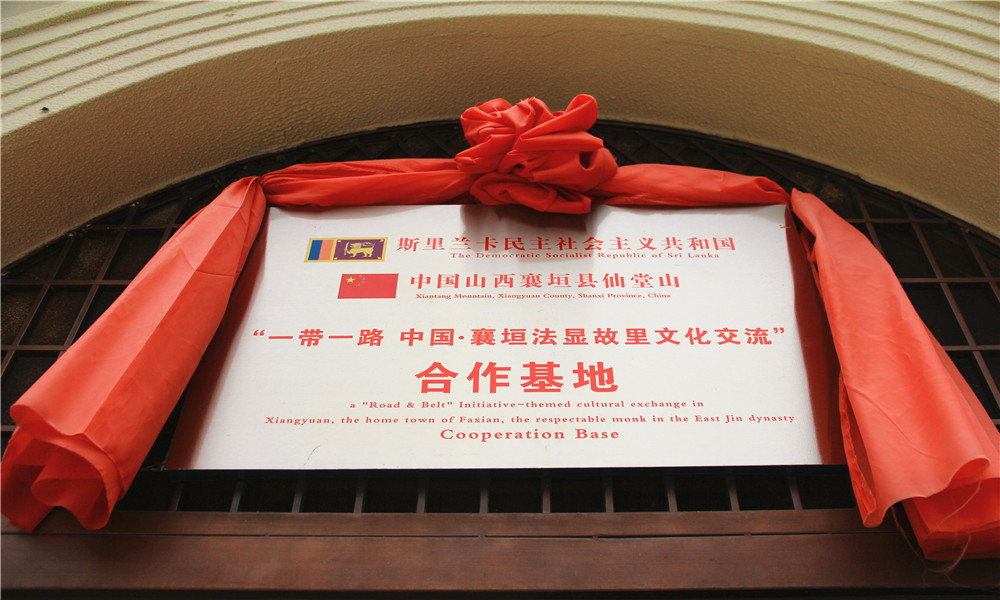 斯里兰卡民主社会主义共和国
The Democratic Socialist Republic of Sri Lanka
中国山西襄垣县仙堂山
Xiantang Mountain, Xiangyuan County, Shanxi Province, China
“一带一路 中国·襄垣法显故里文化交流”
合作基地
a "Road & Belt" Initiative-themed cultural exchange in
Xiangyuan, the home town of Faxian, the respectable monk in the East Jin dynasty
Cooperation Base